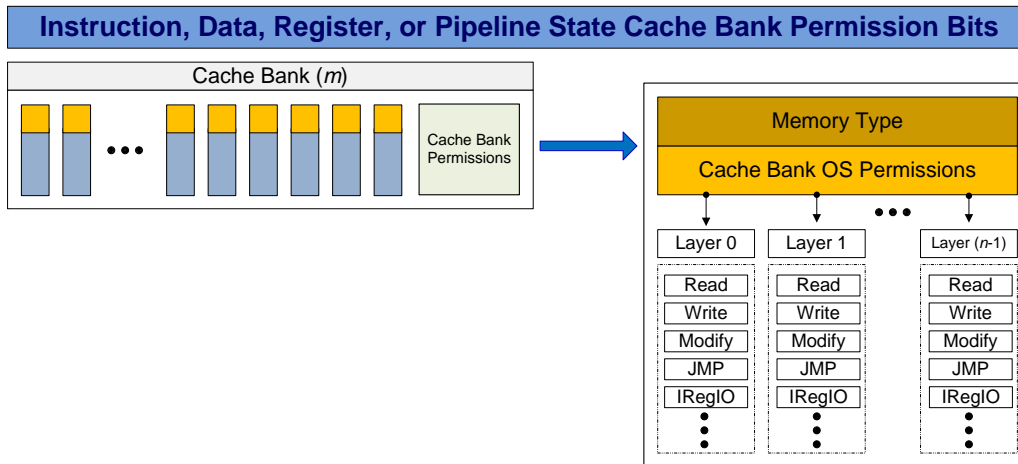 Instruction, Data, Register, or Pipeline State Cache Bank Permission Bits
Cache Bank (m)
Cache Bank
Permissions
Memory Type
Cache Bank OS Permissions
Layer 0
Layer 1
Layer (n-1)
Read
Read
Read
Write
Write
Write
Modify
Modify
Modify
JMP
JMP
JMP
IRegIO
IRegIO
IRegIO